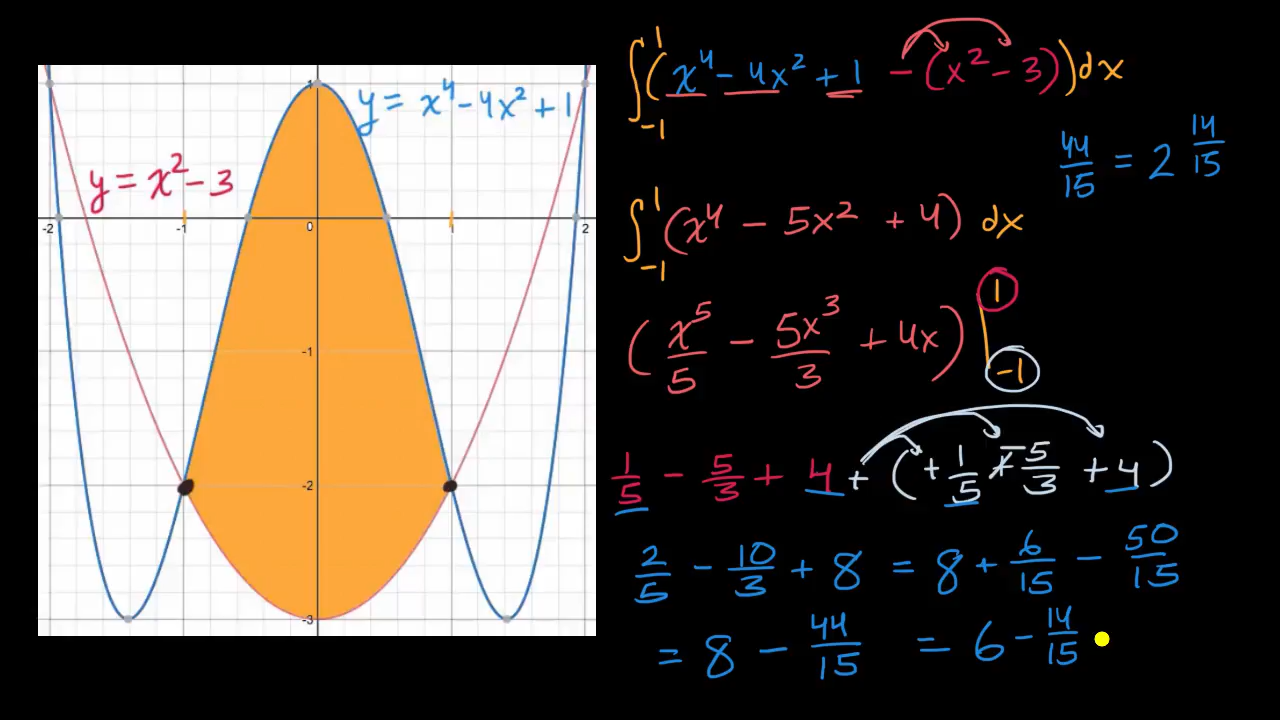 y = x⁴ - 4x² + 1
y = x² - 3
1
-2 -1 0 1 2
-1
-2
-3
∫₋₁¹ (x⁴ - 4x² + 1 - (x² - 3)) dx
44/15 = 2 14/15
∫₋₁¹ (x⁴ - 5x² + 4) dx
(x⁵/5 - 5x³/3 + 4x) |₋₁¹
1/5 - 5/3 + 4 + (+ 1/5 - 5/3 + 4)
2/5 - 10/3 + 8 = 8 + 6/15 - 50/15
= 8 - 44/15 = 6 - 14/15